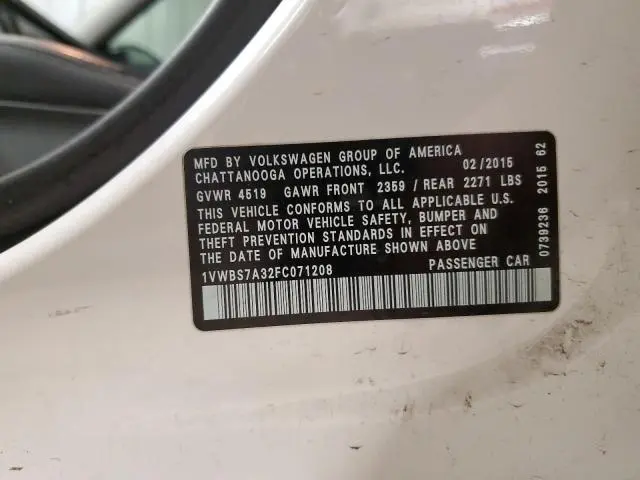 MFD BY VOLKSWAGEN GROUP OF AMERICA
CHATTANOOGA OPERATIONS, LLC. 02/2015
GVWR 4519 GAWR FRONT 2359 / REAR 2271 LBS
THIS VEHICLE CONFORMS TO ALL APPLICABLE U.S.
FEDERAL MOTOR VEHICLE SAFETY, BUMPER AND
THEFT PREVENTION STANDARDS IN EFFECT ON
THE DATE OF MANUFACTURE SHOWN ABOVE
1VWBS7A32FC071208 PASSENGER CAR
0739236 2015 62